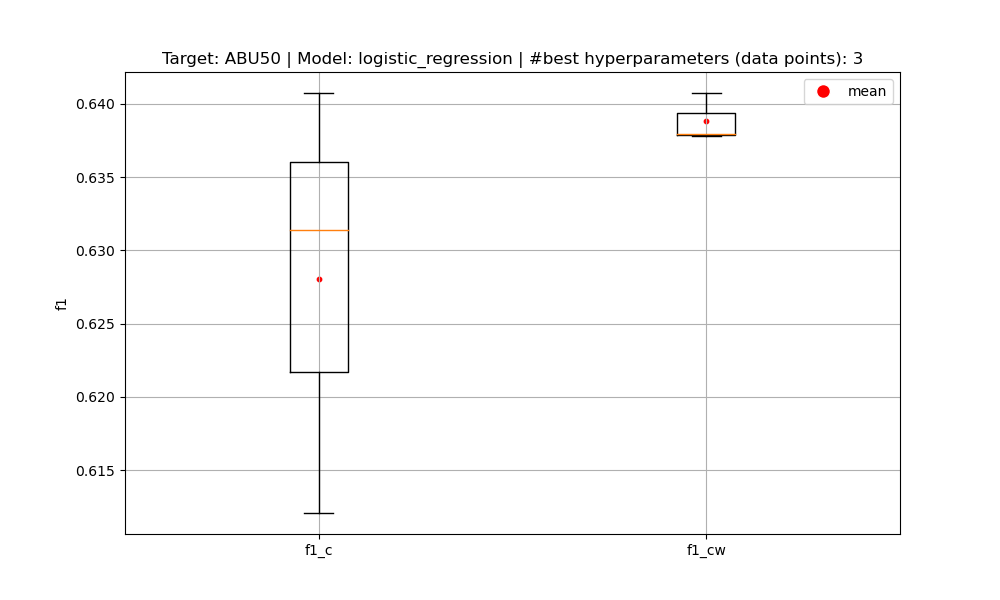 Target: ABU50 | Model: logistic_regression | #best hyperparameters (data points): 3
mean
0.640
0.635
0.630
0.625
0.620
0.615
f1
f1_c
f1_cw